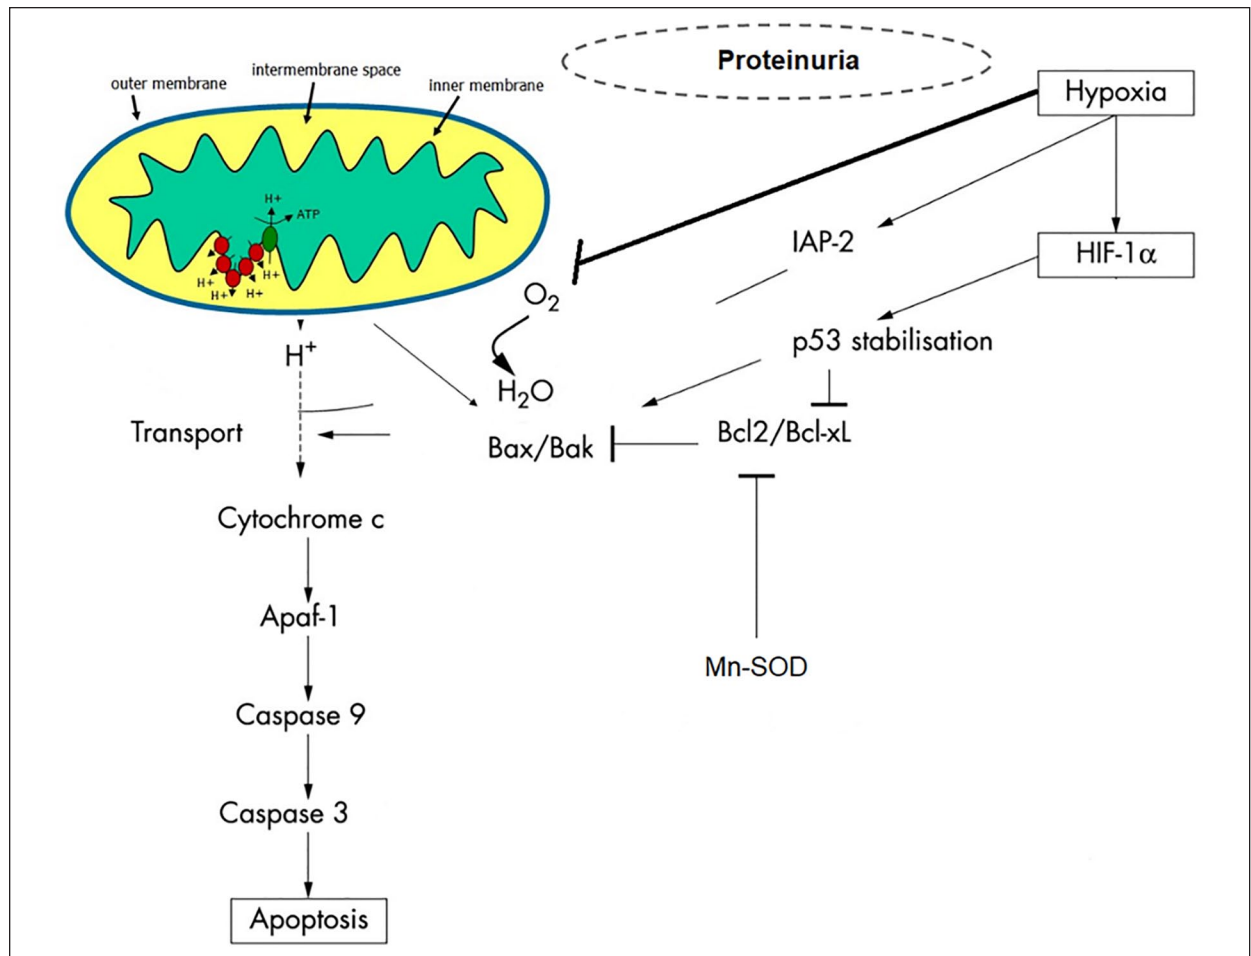 Proteinuria
intermembrane space
outer membrane
inner membrane
Hypoxia
H+
ATP
IAP-2
HIF-1α
H+
H+
H+
H+
O2
p53 stabilisation
H+
H2O
Transport
Bax/Bak
Bcl2/Bcl-xL
Cytochrome c
Apaf-1
Mn-SOD
Caspase 9
Caspase 3
Apoptosis